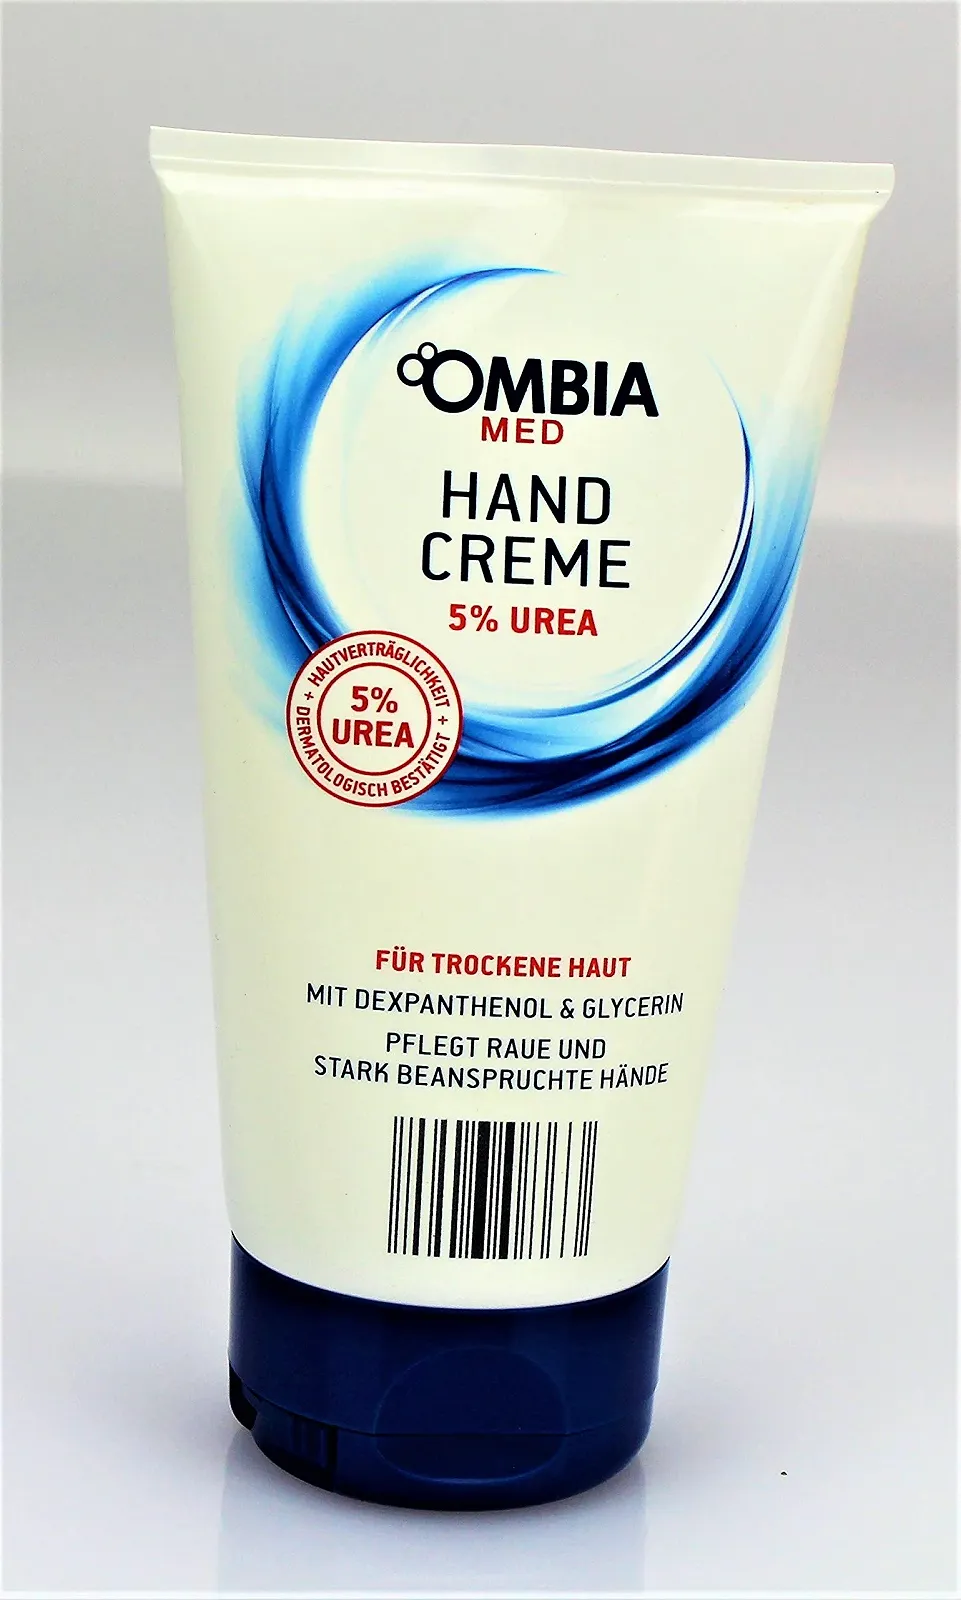 OMBIA
MED
HAND
CREME
5% UREA
+ HAUTVERTRÄGLICHKEIT +
DERMATOLOGISCH BESTÄTIGT
5%
UREA
FÜR TROCKENE HAUT
MIT DEXPANTHENOL & GLYCERIN
PFLEGT RAUE UND
STARK BEANSPRUCHTE HÄNDE